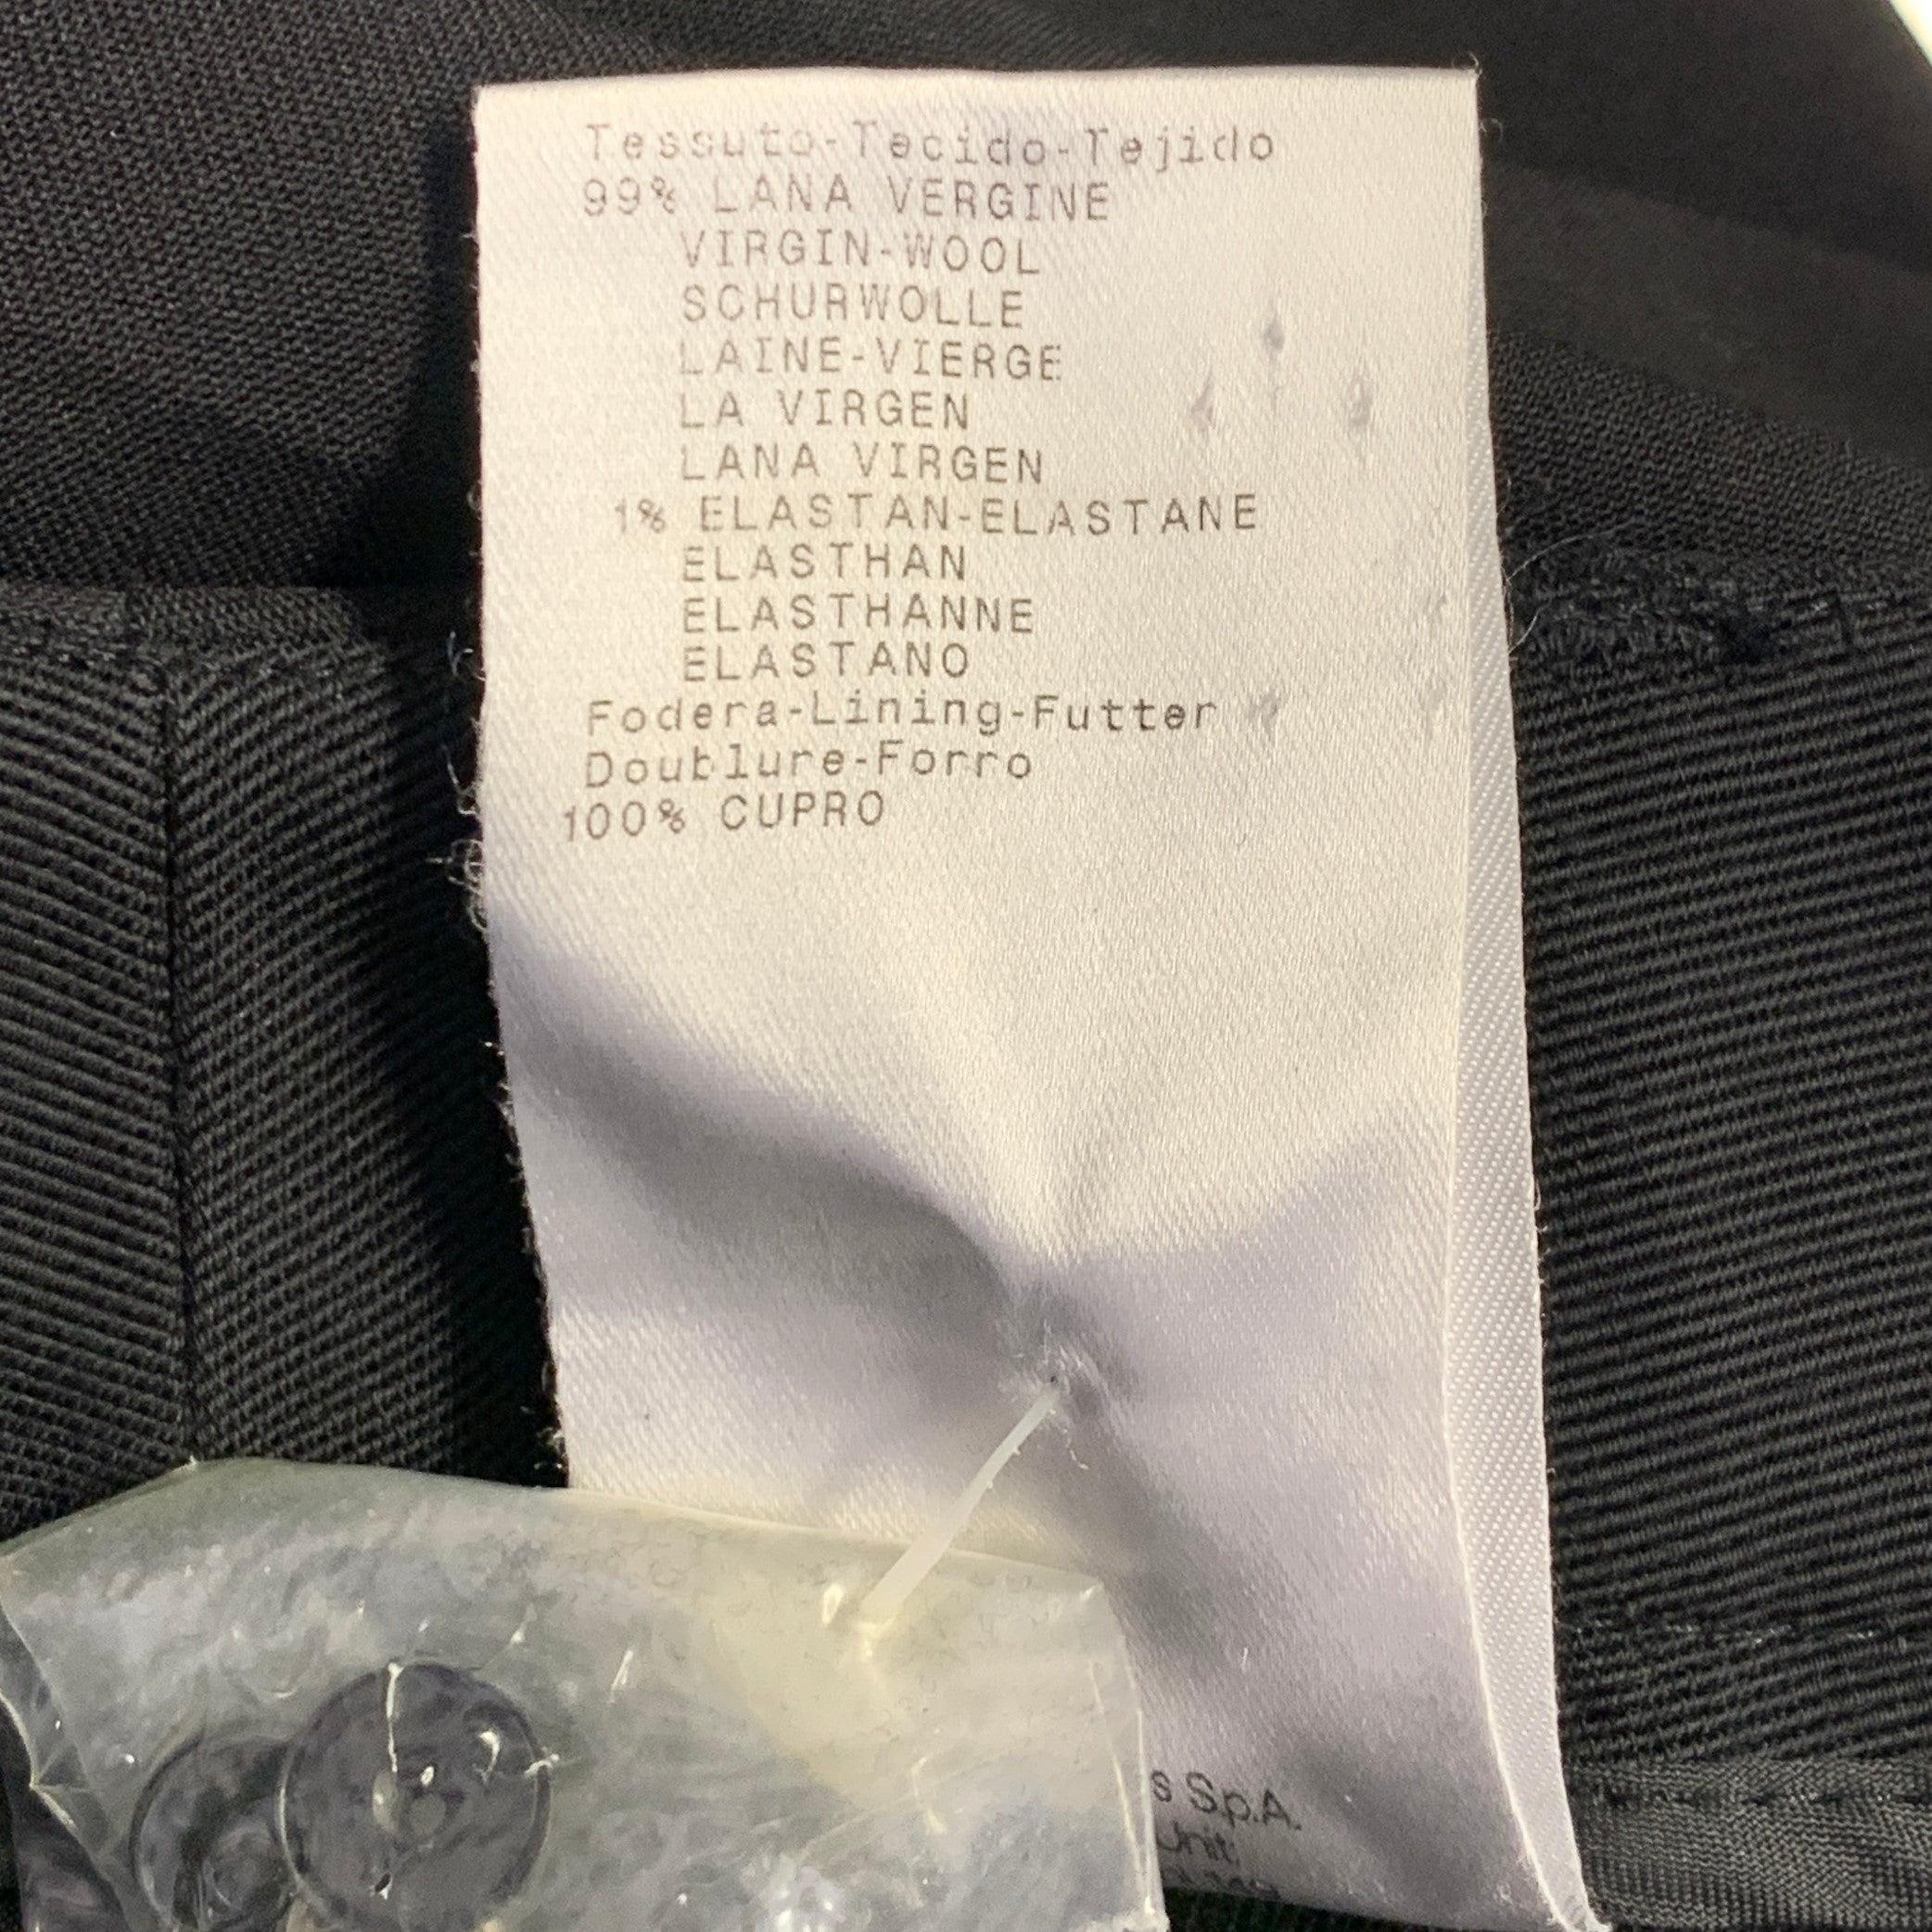 Tessuto-Tecido-Tejido
99% LANA VERGINE
VIRGIN-WOOL
SCHURWOLLE
LAINE-VIERGE
LA VIRGEN
LANA VIRGEN
1% ELASTAN-ELASTANE
ELASTHAN
ELASTHANNE
ELASTANO
Fodera-Lining-Futter
Doublure-Forro
100% CUPRO
S.p.A.
Unit: